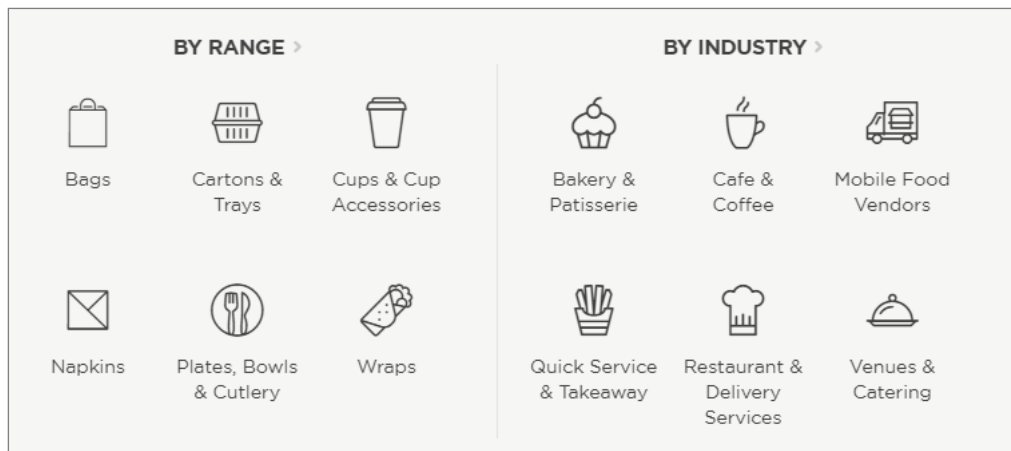 BY RANGE >
Bags
Cartons &
Trays
Cups & Cup
Accessories
Napkins
Plates, Bowls
& Cutlery
Wraps
BY INDUSTRY >
Bakery &
Patisserie
Cafe &
Coffee
Mobile Food
Vendors
Quick Service
& Takeaway
Restaurant &
Delivery
Services
Venues &
Catering